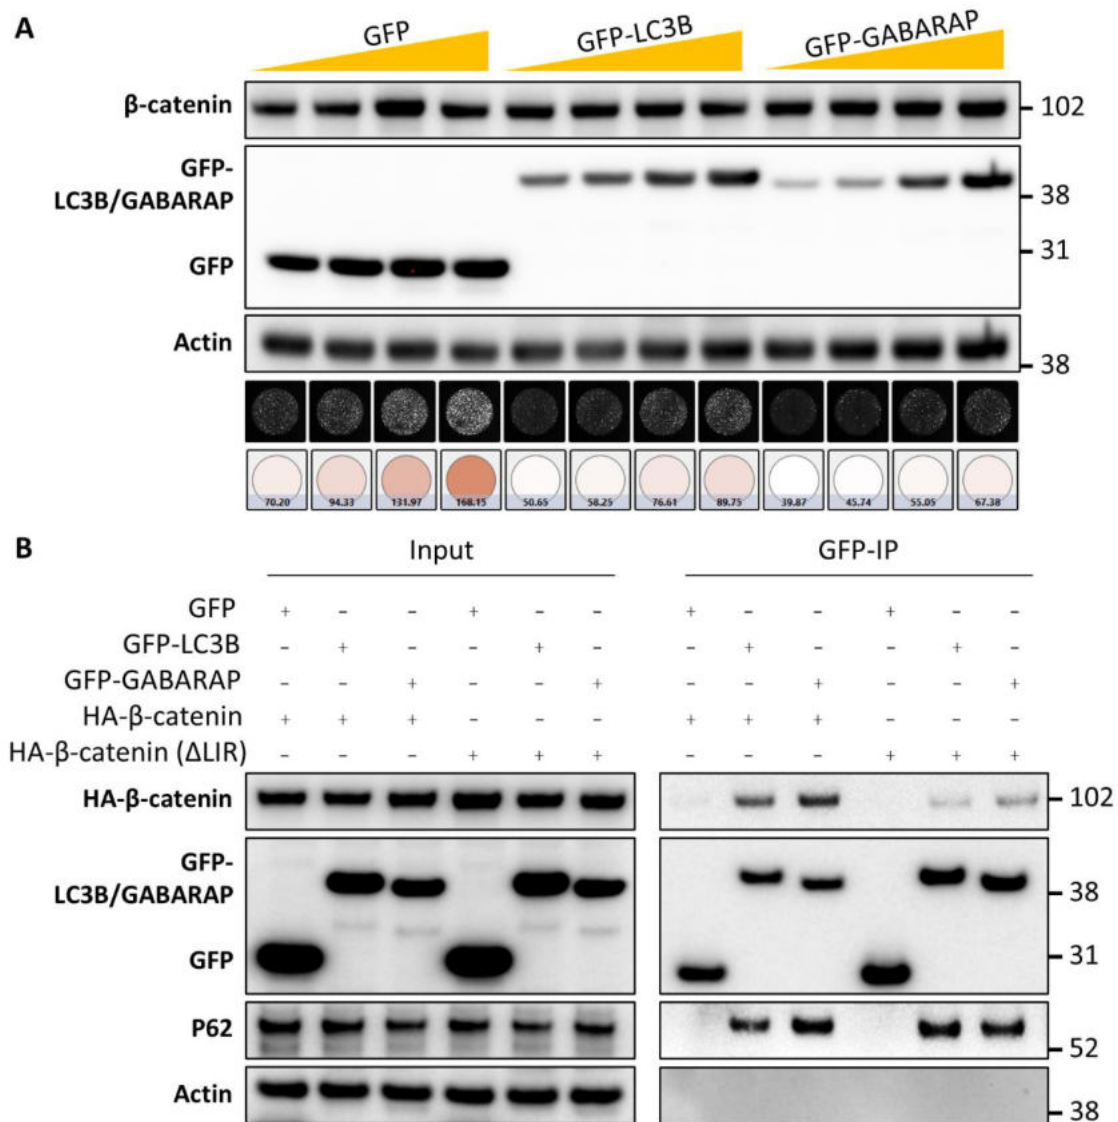 A
GFP GFP-LC3B GFP-GABARAP
β-catenin 102
GFP-
LC3B/GABARAP 38
31
GFP
Actin
38
70.20 94.33 131.97 168.15 50.65 58.25 76.61 89.75 39.87 45.74 55.05 67.38
B
Input GFP-IP
GFP + - - + - - + - - + - -
GFP-LC3B - + - - + - - + - - + -
GFP-GABARAP - - + - - + - - + - - +
HA-β-catenin + + + - - - + + + - - -
HA-β-catenin (ΔLIR) - - - + + + - - - + + +
HA-β-catenin 102
GFP-
LC3B/GABARAP 38
GFP 31
P62
52
Actin
38